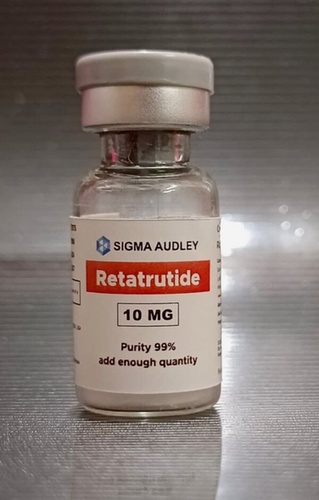 SIGMA AUDLEY
Retatrutide
10 MG
Purity 99%
add enough quantity